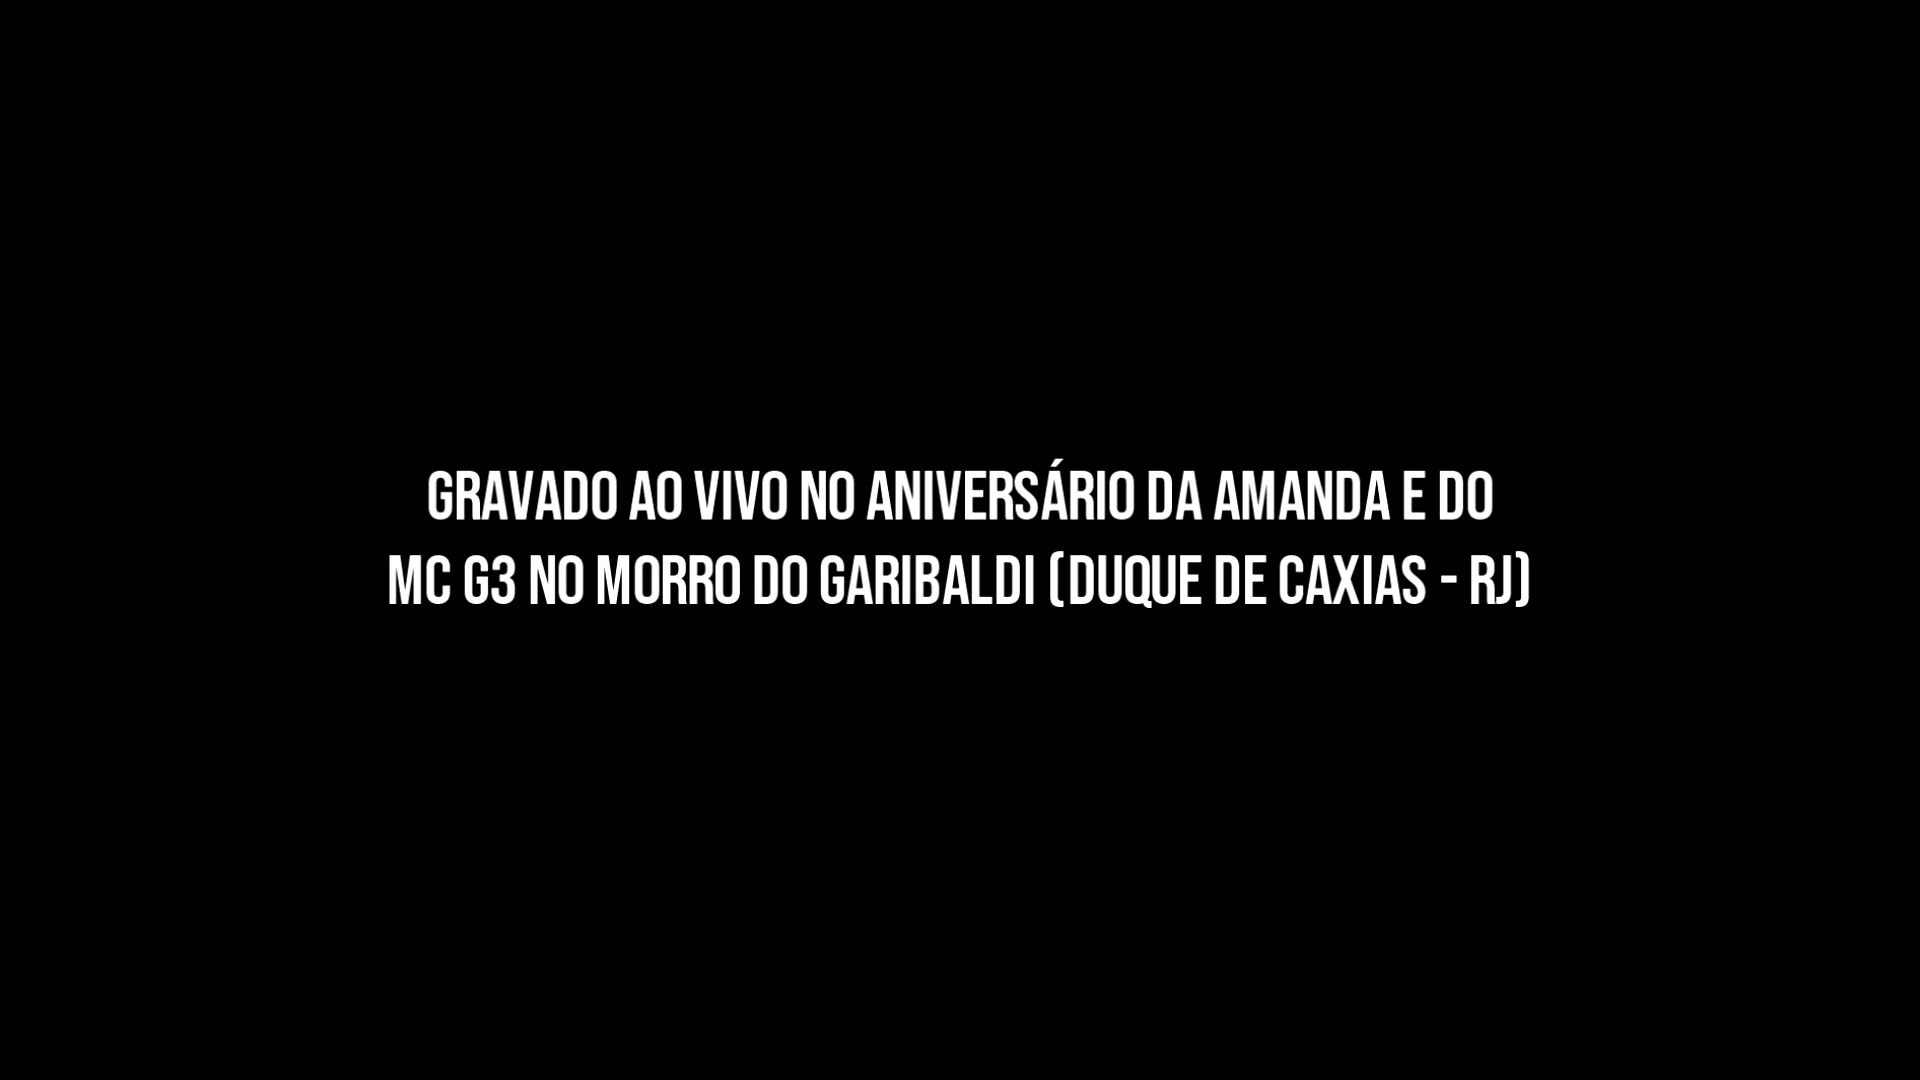 GRAVADO AO VIVO NO ANIVERSÁRIO DA AMANDA E DO
MC G3 NO MORRO DO GARIBALDI (DUQUE DE CAXIAS - RJ)